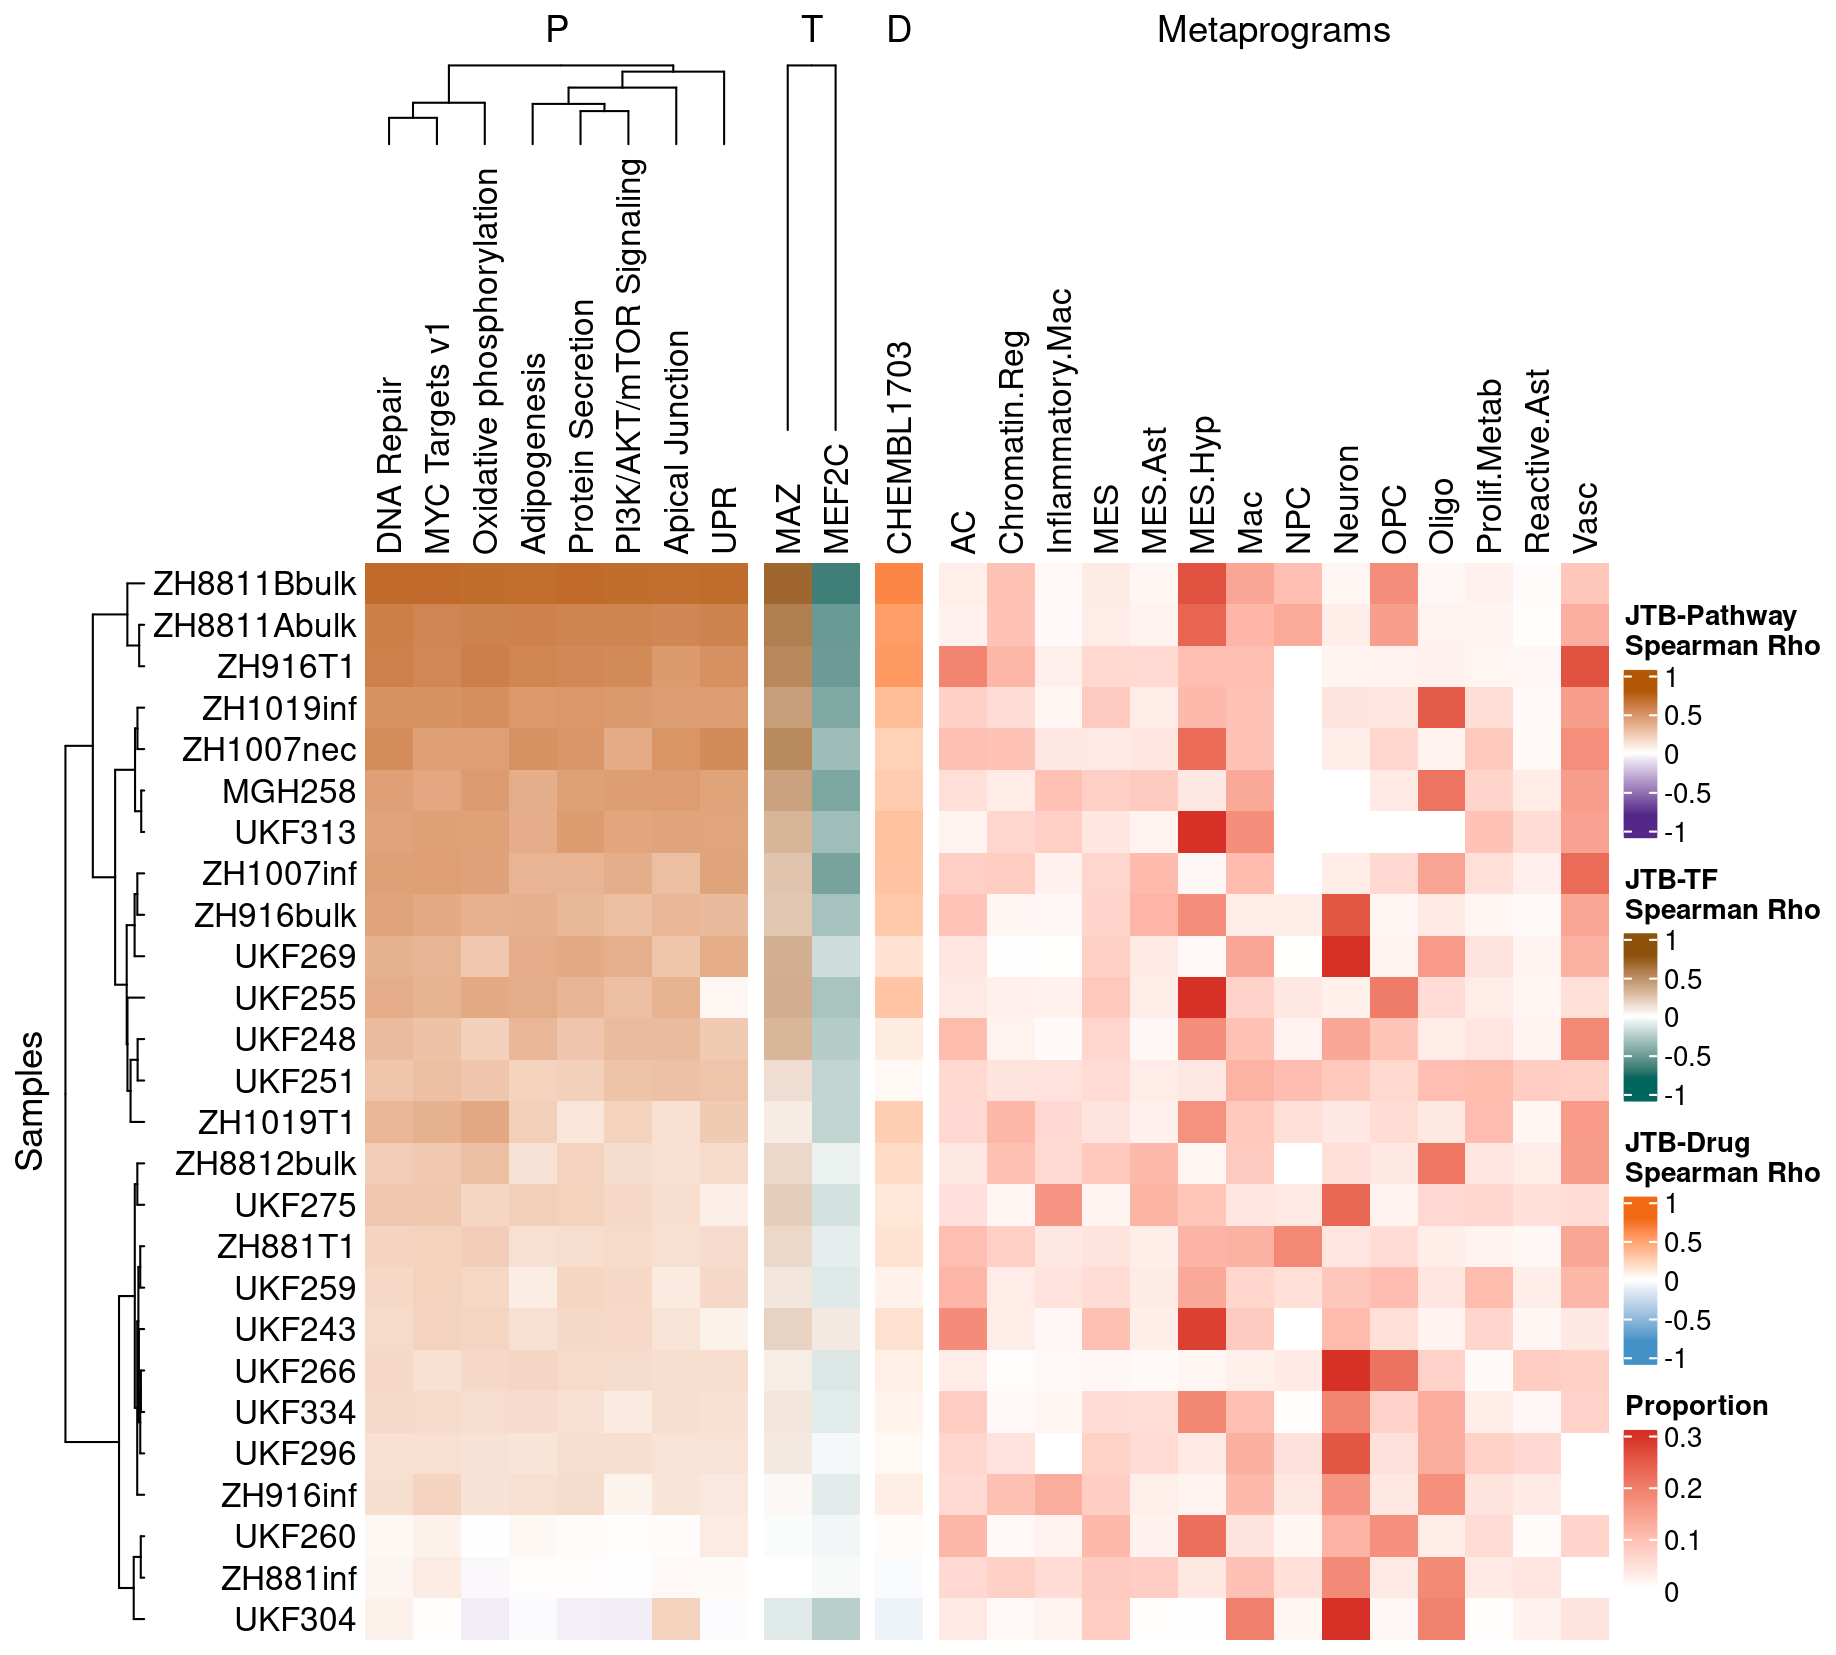 P T D Metaprograms
DNA Repair
MYC Targets v1
Oxidative phosphorylation
Adipogenesis
Protein Secretion
PI3K/AKT/mTOR Signaling
Apical Junction
UPR
MAZ
MEF2C
CHEMBL1703
AC
Chromatin.Reg
Inflammatory.Mac
MES
MES.Ast
MES.Hyp
Mac
NPC
Neuron
OPC
Oligo
Prolif.Metab
Reactive.Ast
Vasc
Samples
ZH8811Bbulk
ZH8811Abulk
ZH916T1
ZH1019inf
ZH1007nec
MGH258
UKF313
ZH1007inf
ZH916bulk
UKF269
UKF255
UKF248
UKF251
ZH1019T1
ZH8812bulk
UKF275
ZH881T1
UKF259
UKF243
UKF266
UKF334
UKF296
ZH916inf
UKF260
ZH881inf
UKF304
JTB-Pathway
Spearman Rho
1
0.5
0
-0.5
-1
JTB-TF
Spearman Rho
1
0.5
0
-0.5
-1
JTB-Drug
Spearman Rho
1
0.5
0
-0.5
-1
Proportion
0.3
0.2
0.1
0